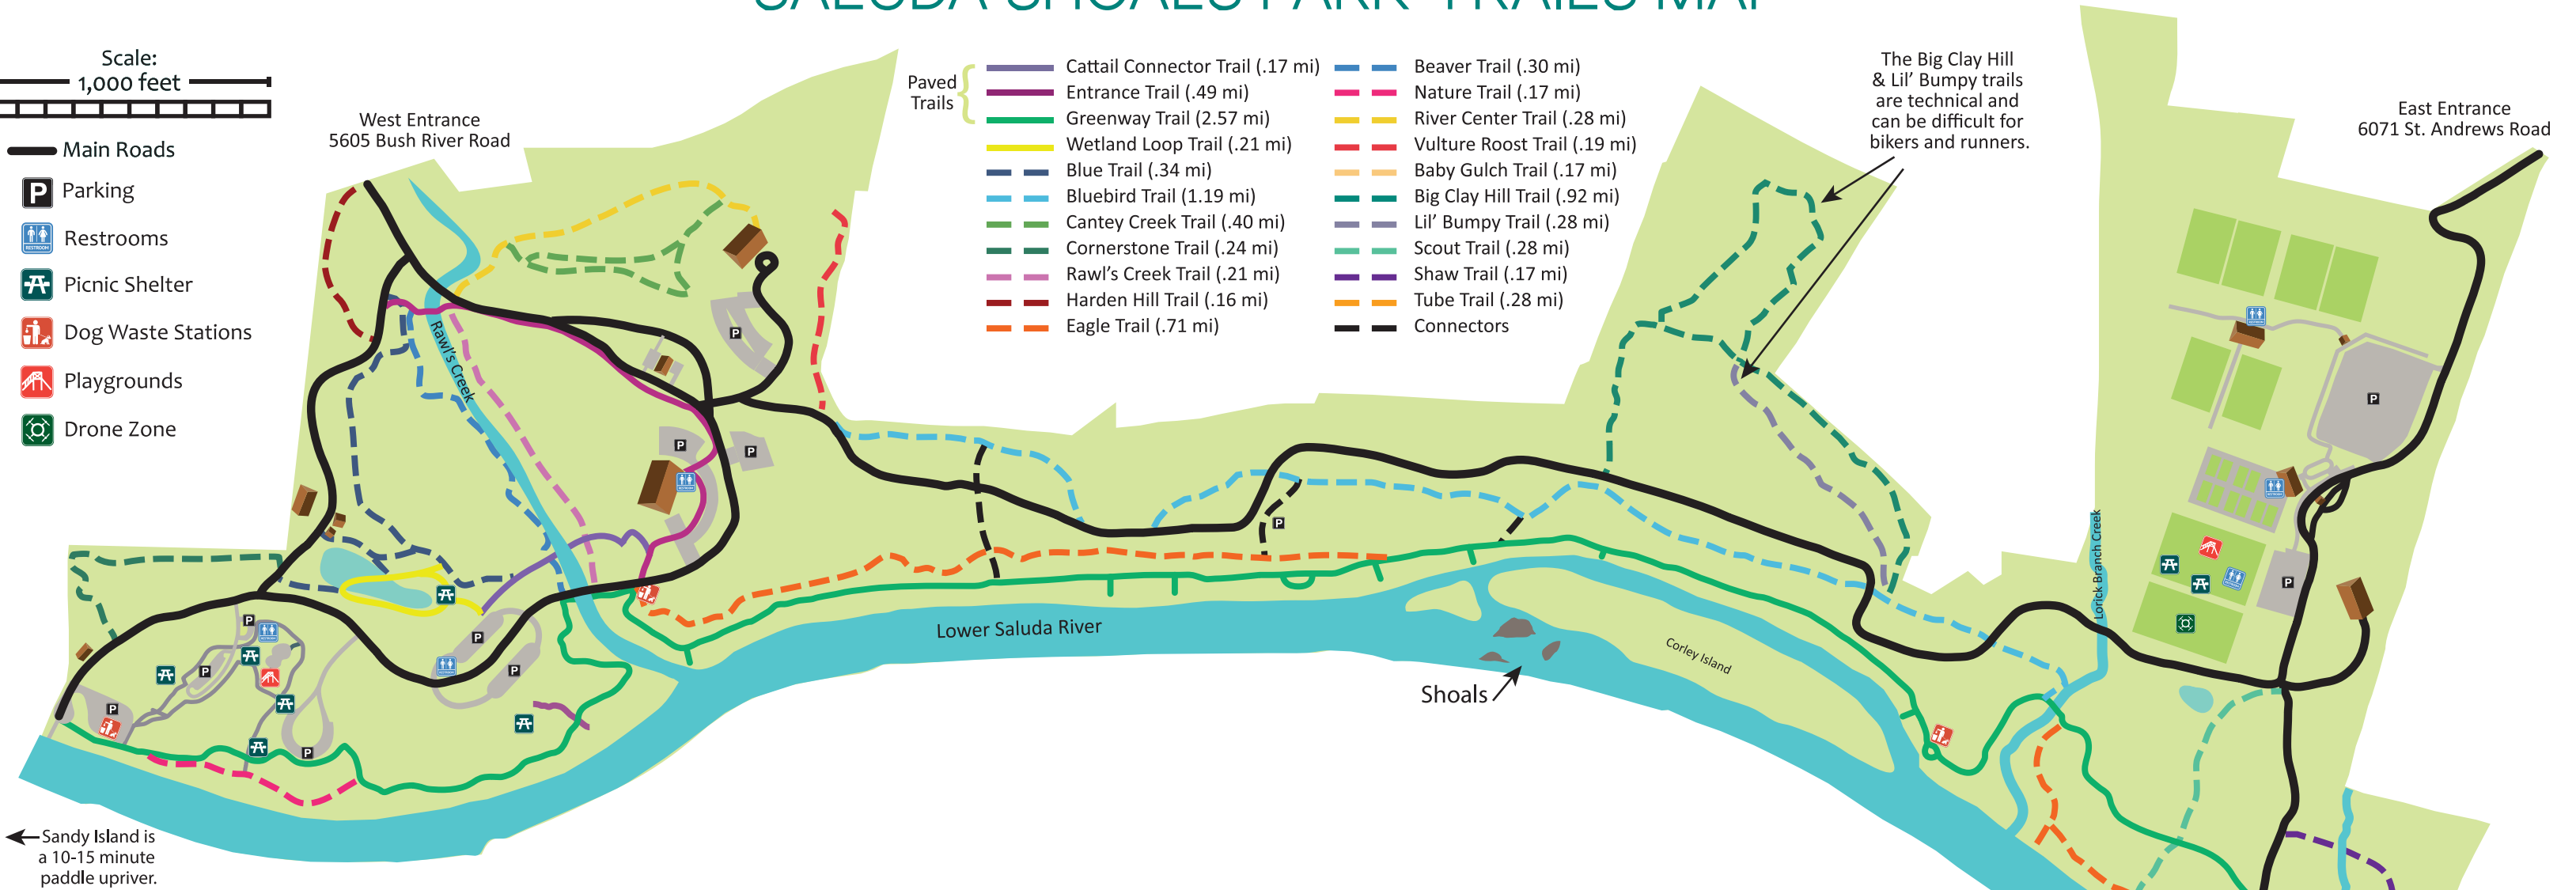 SALUDA SHOALS PARK TRAILS MAP
Scale:
1,000 feet
Main Roads
P Parking
RESTROOM Restrooms
Picnic Shelter
Dog Waste Stations
Playgrounds
Drone Zone
West Entrance
5605 Bush River Road
Paved
Trails
Cattail Connector Trail (.17 mi)
Entrance Trail (.49 mi)
Greenway Trail (2.57 mi)
Wetland Loop Trail (.21 mi)
Blue Trail (.34 mi)
Bluebird Trail (1.19 mi)
Cantey Creek Trail (.40 mi)
Cornerstone Trail (.24 mi)
Rawl's Creek Trail (.21 mi)
Harden Hill Trail (.16 mi)
Eagle Trail (.71 mi)
Beaver Trail (.30 mi)
Nature Trail (.17 mi)
River Center Trail (.28 mi)
Vulture Roost Trail (.19 mi)
Baby Gulch Trail (.17 mi)
Big Clay Hill Trail (.92 mi)
Lil' Bumpy Trail (.28 mi)
Scout Trail (.28 mi)
Shaw Trail (.17 mi)
Tube Trail (.28 mi)
Connectors
The Big Clay Hill
& Lil' Bumpy trails
are technical and
can be difficult for
bikers and runners.
East Entrance
6071 St. Andrews Road
Rawl's Creek
P
P
P
P
P
P
P
P
P
P
P
P
P
Lower Saluda River
Shoals
Corley Island
Lorick Branch Creek
Sandy Island is
a 10-15 minute
paddle upriver.